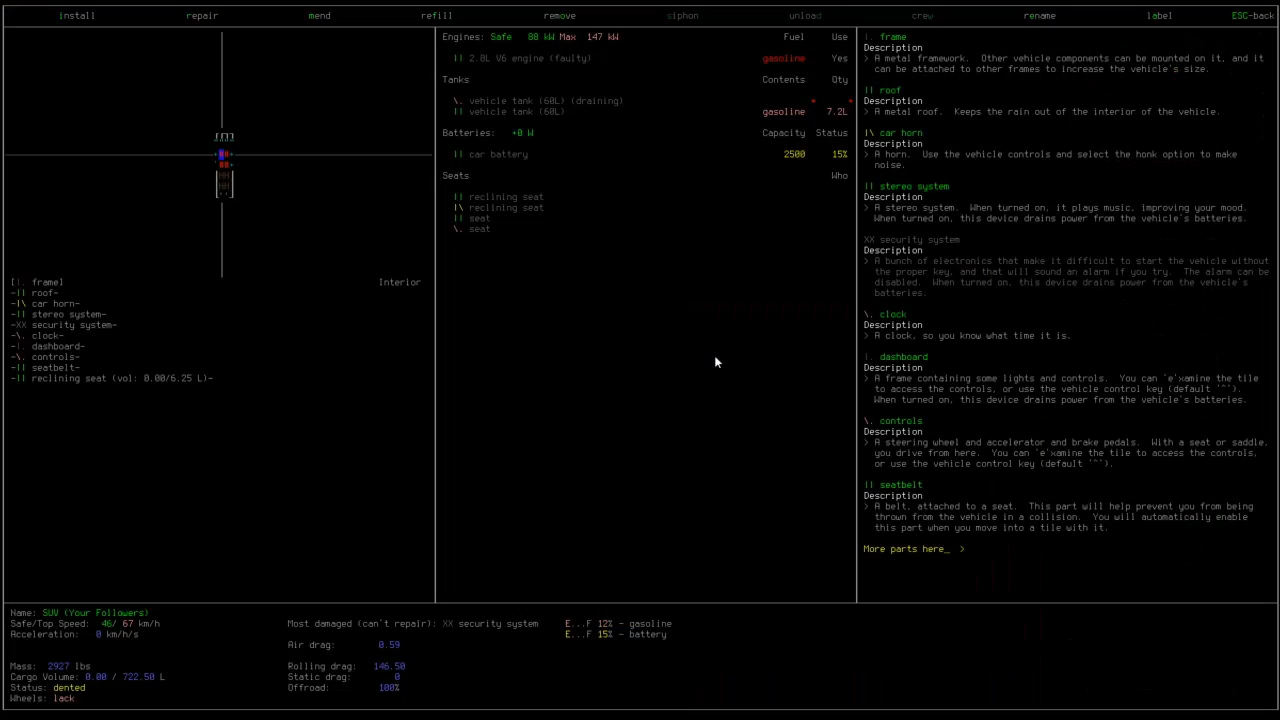 install repair mend refill remove siphon unload crew rename label ESC-back
Engines: Safe 88 kW Max 147 kW Fuel Use
|| 2.0L V6 engine (faulty) gasoline Yes
Tanks Contents Qty
\. vehicle tank (60L) (draining) * *
|| vehicle tank (60L) gasoline 7.2L
Batteries: +0 W Capacity Status
|| car battery 2500 15%
Seats Who
|| reclining seat
|\ reclining seat
|| seat
\. seat
[|. frame] Interior
-|| roof-
-|\ car horn-
-|| stereo system-
-XX security system-
-\. clock-
-|. dashboard-
-\. controls-
-|| seatbelt-
-|| reclining seat (vol: 0.00/6.25 L)-
|. frame
Description
> A metal framework. Other vehicle components can be mounted on it, and it
can be attached to other frames to increase the vehicle's size.
|| roof
Description
> A metal roof. Keeps the rain out of the interior of the vehicle.
|\ car horn
Description
> A horn. Use the vehicle controls and select the honk option to make
noise.
|| stereo system
Description
> A stereo system. When turned on, it plays music, improving your mood.
When turned on, this device drains power from the vehicle's batteries.
XX security system
Description
> A bunch of electronics that make it difficult to start the vehicle without
the proper key, and that will sound an alarm if you try. The alarm can be
disabled. When turned on, this device drains power from the vehicle's
batteries.
\. clock
Description
> A clock, so you know what time it is.
|. dashboard
Description
> A frame containing some lights and controls. You can 'e'xamine the tile
to access the controls, or use the vehicle control key (default '^').
When turned on, this device drains power from the vehicle's batteries.
\. controls
Description
> A steering wheel and accelerator and brake pedals. With a seat or saddle,
you drive from here. You can 'e'xamine the tile to access the controls,
or use the vehicle control key (default '^').
|| seatbelt
Description
> A belt, attached to a seat. This part will help prevent you from being
thrown from the vehicle in a collision. You will automatically enable
this part when you move into a tile with it.
More parts here_ >
Name: SUV (Your Followers)
Safe/Top Speed: 46/ 67 km/h
Acceleration: 0 km/h/s
Mass: 2927 lbs
Cargo Volume: 0.00 / 722.50 L
Status: dented
Wheels: lack
Most damaged (can't repair): XX security system
Air drag: 0.59
Rolling drag: 146.50
Static drag: 0
Offroad: 100%
E...F 12% - gasoline
E...F 15% - battery